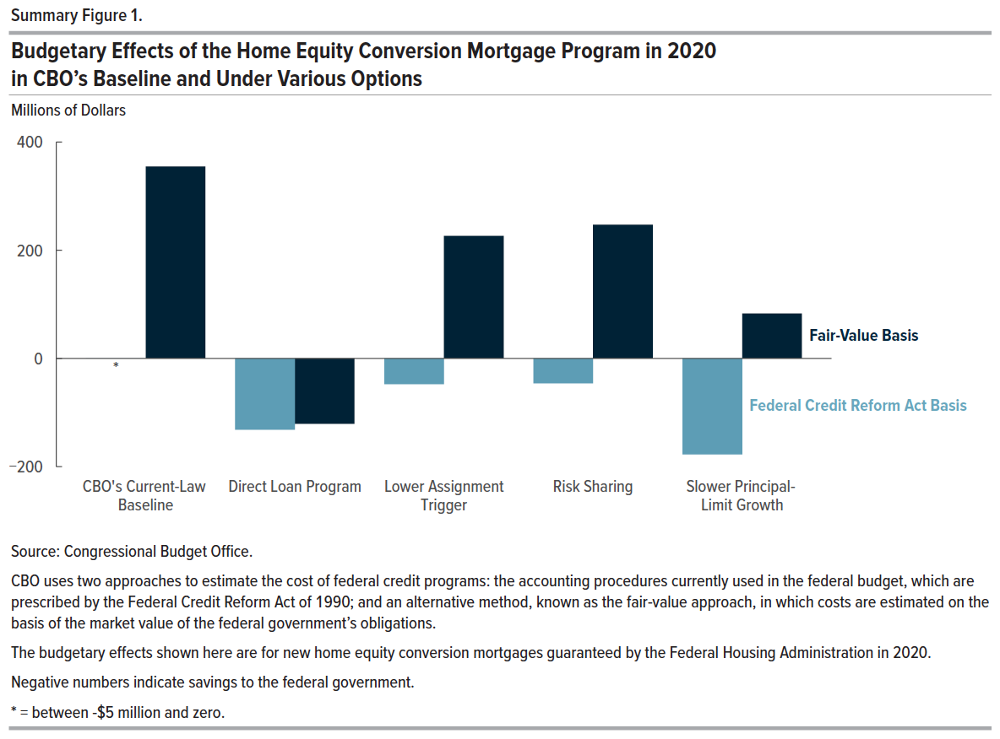 Summary Figure 1.
Budgetary Effects of the Home Equity Conversion Mortgage Program in 2020
in CBO’s Baseline and Under Various Options
Millions of Dollars
400
200
0
−200
*
Fair-Value Basis
Federal Credit Reform Act Basis
CBO's Current-Law
Baseline
Direct Loan Program
Lower Assignment
Trigger
Risk Sharing
Slower Principal-
Limit Growth
Source: Congressional Budget Office.
CBO uses two approaches to estimate the cost of federal credit programs: the accounting procedures currently used in the federal budget, which are
prescribed by the Federal Credit Reform Act of 1990; and an alternative method, known as the fair-value approach, in which costs are estimated on the
basis of the market value of the federal government’s obligations.
The budgetary effects shown here are for new home equity conversion mortgages guaranteed by the Federal Housing Administration in 2020.
Negative numbers indicate savings to the federal government.
* = between -$5 million and zero.